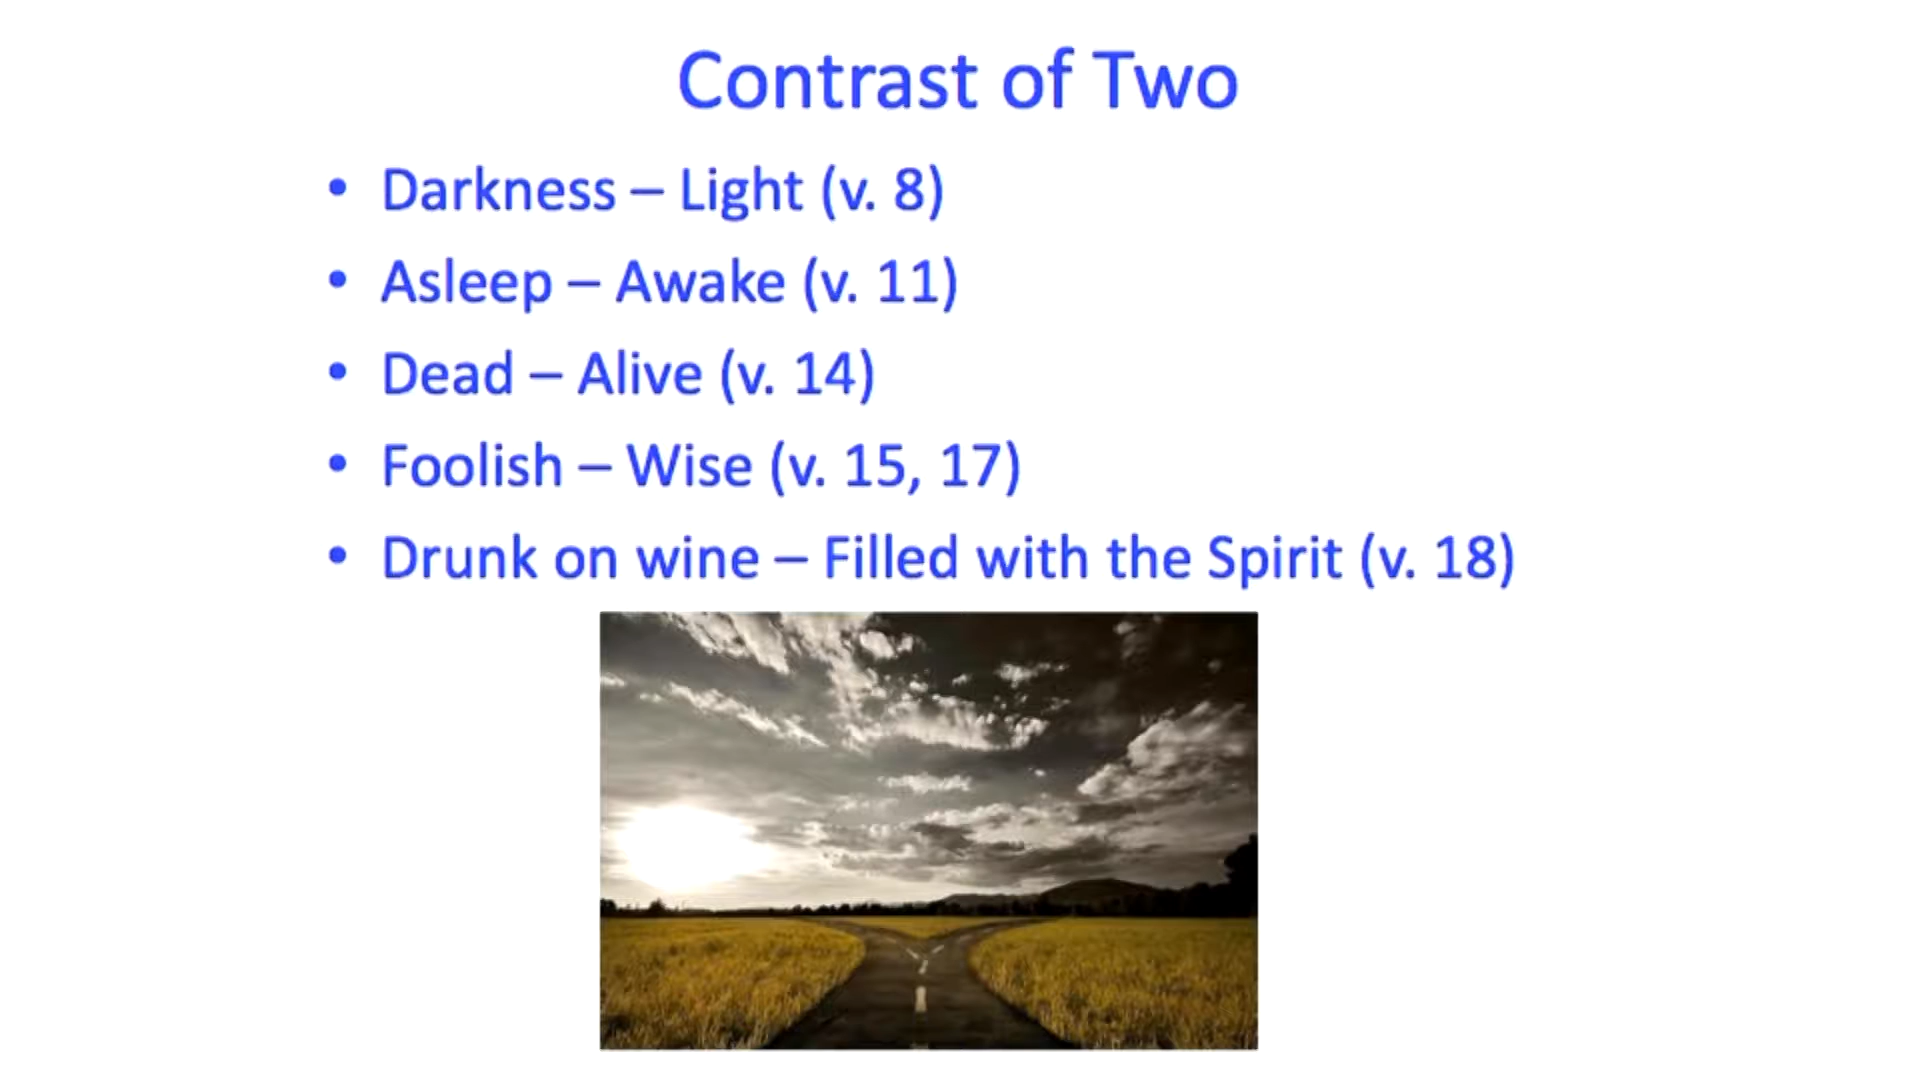 Contrast of Two
• Darkness – Light (v. 8)
• Asleep – Awake (v. 11)
• Dead – Alive (v. 14)
• Foolish – Wise (v. 15, 17)
• Drunk on wine – Filled with the Spirit (v. 18)